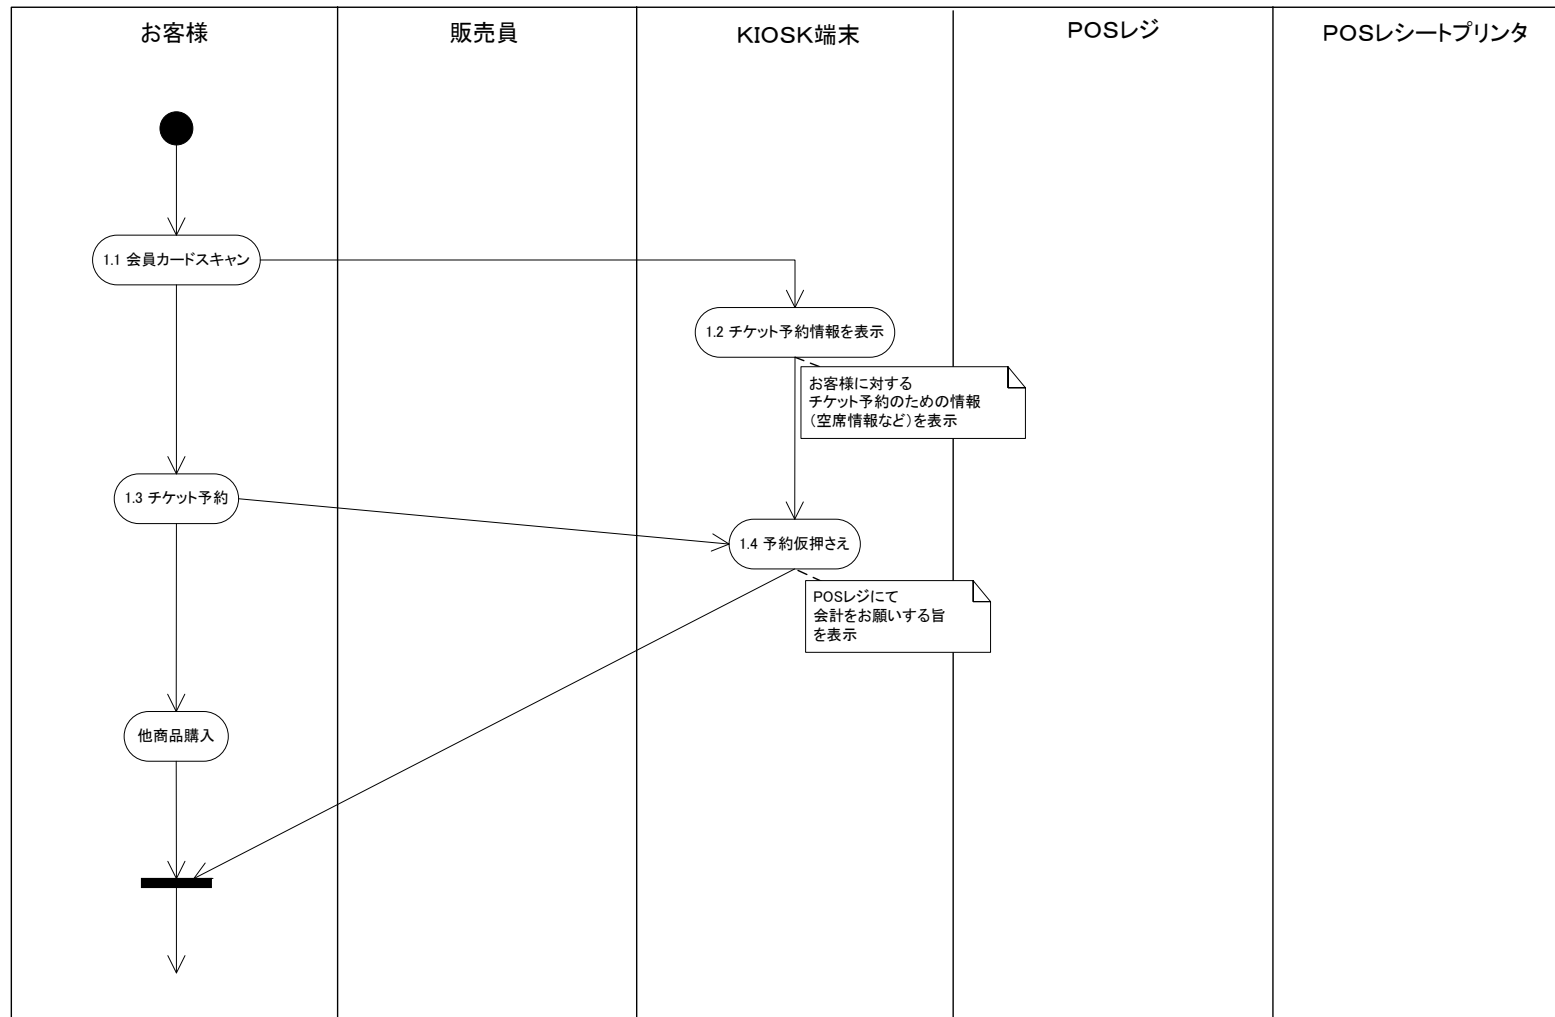 お客様
販売員
KIOSK端末
POSレジ
POSレシートプリンタ
1.1 会員カードスキャン
1.2 チケット予約情報を表示
お客様に対する
チケット予約のための情報
（空席情報など）を表示
1.3 チケット予約
1.4 予約仮押さえ
POSレジにて
会計をお願いする旨
を表示
他商品購入